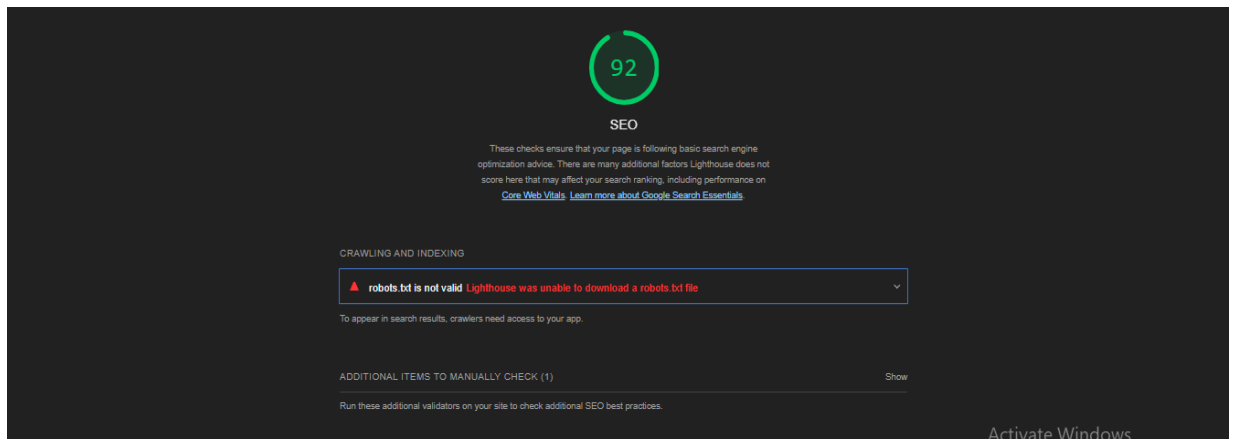 92
SEO
These checks ensure that your page is following basic search engine
optimization advice. There are many additional factors Lighthouse does not
score here that may affect your search ranking, including performance on
Core Web Vitals. Learn more about Google Search Essentials.
CRAWLING AND INDEXING
robots.txt is not valid Lighthouse was unable to download a robots.txt file
To appear in search results, crawlers need access to your app.
ADDITIONAL ITEMS TO MANUALLY CHECK (1) Show
Run these additional validators on your site to check additional SEO best practices.
Activate Windows